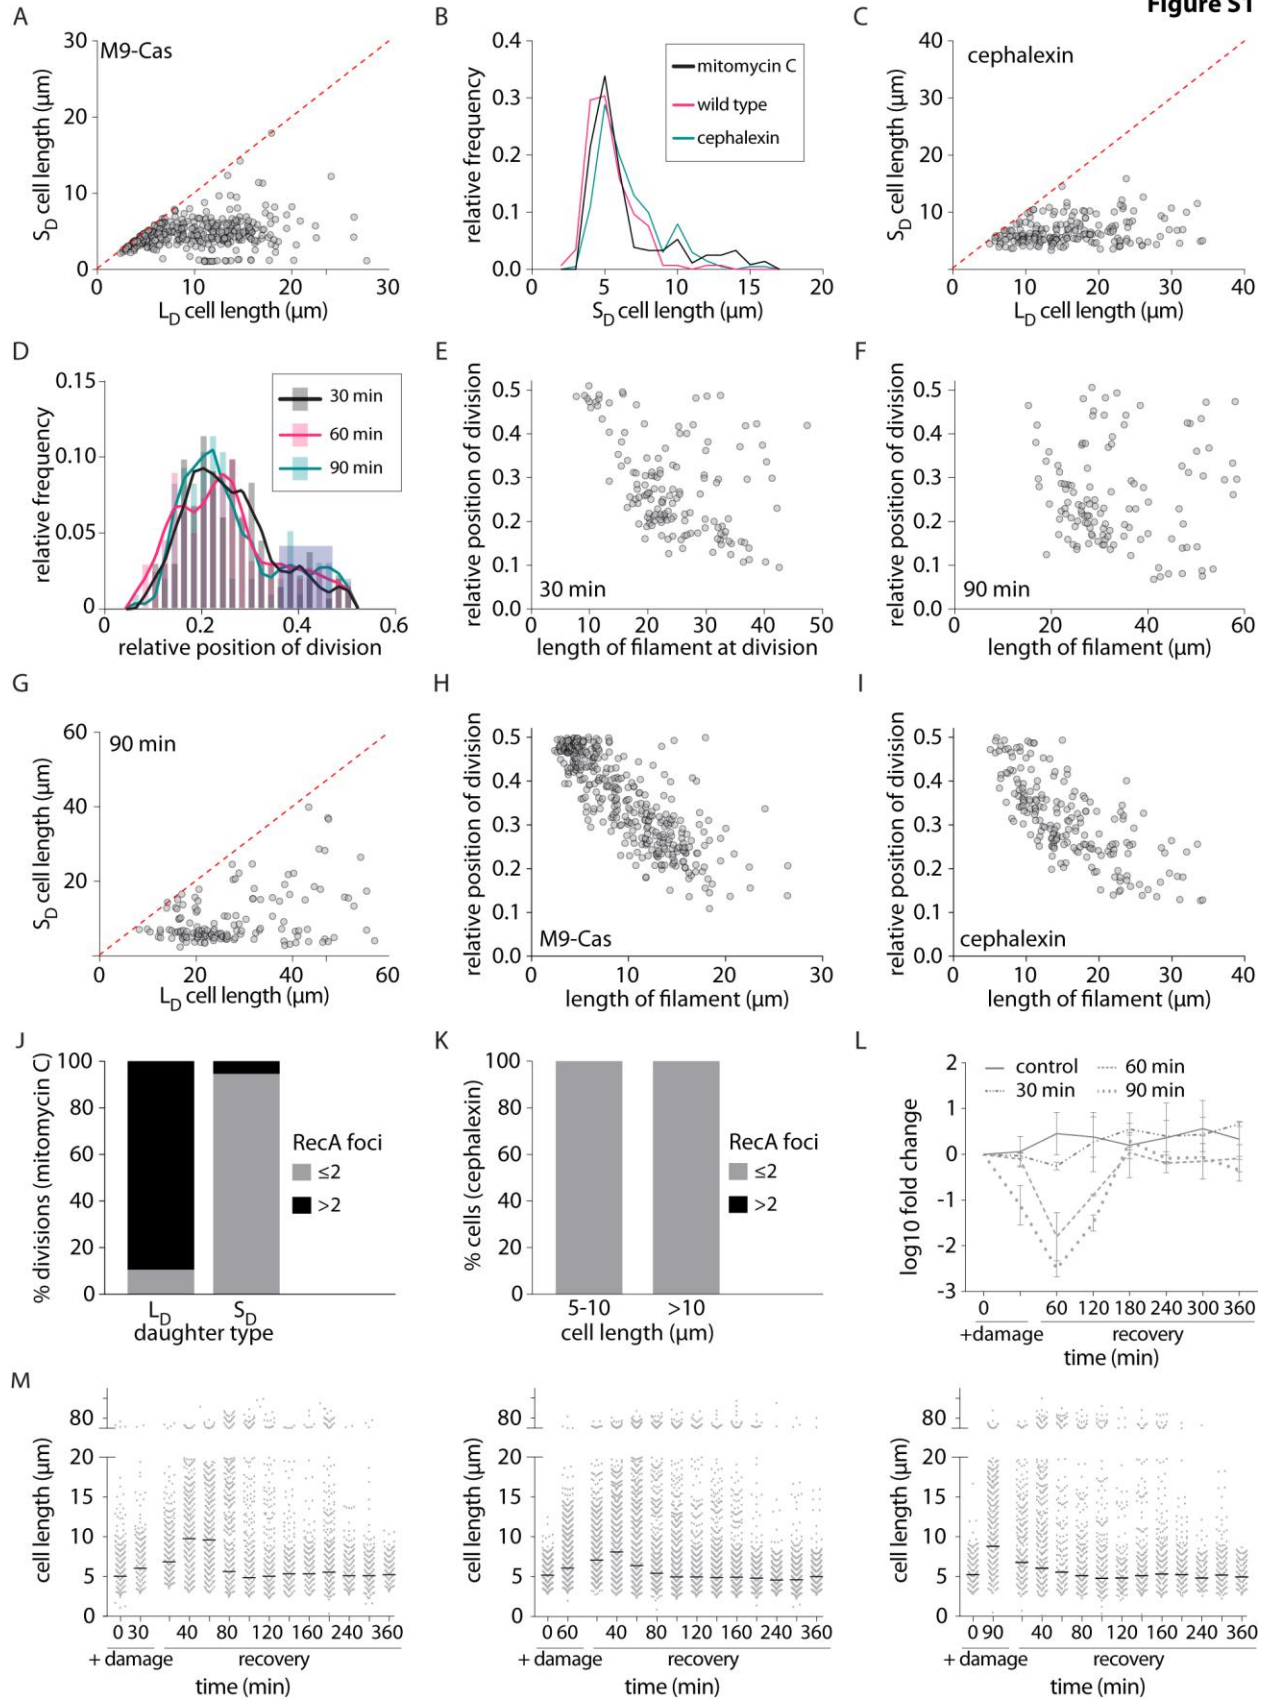 Figure S1
A
M9-Cas
30
20
10
0
S_D cell length (µm)
0 10 20 30
L_D cell length (µm)
B
mitomycin C
wild type
cephalexin
0.4
0.3
0.2
0.1
0.0
relative frequency
0 5 10 15 20
S_D cell length (µm)
C
cephalexin
40
30
20
10
0
S_D cell length (µm)
0 10 20 30 40
L_D cell length (µm)
D
30 min
60 min
90 min
0.15
0.10
0.05
0
relative frequency
0 0.2 0.4 0.6
relative position of division
E
0.5
0.4
0.3
0.2
0.1
0.0
relative position of division
30 min
0 10 20 30 40 50
length of filament at division
F
0.5
0.4
0.3
0.2
0.1
0.0
relative position of division
90 min
20 40 60
length of filament (µm)
G
90 min
60
40
20
S_D cell length (µm)
0 20 40 60
L_D cell length (µm)
H
0.5
0.4
0.3
0.2
0.1
0.0
relative position of division
M9-Cas
0 10 20 30
length of filament (µm)
I
0.5
0.4
0.3
0.2
0.1
0.0
relative position of division
cephalexin
0 10 20 30 40
length of filament (µm)
J
100
80
60
40
20
0
% divisions (mitomycin C)
RecA foci
≤2
>2
L_D S_D
daughter type
K
100
80
60
40
20
0
% cells (cephalexin)
RecA foci
≤2
>2
5-10 >10
cell length (µm)
L
control 60 min
30 min 90 min
2
1
0
-1
-2
-3
log10 fold change
0 60 120 180 240 300 360
+damage recovery
time (min)
M
80
20
15
10
5
0
cell length (µm)
0 30 40 80 120 160 240 360
+ damage recovery
time (min)
80
20
15
10
5
0
cell length (µm)
0 60 40 80 120 160 240 360
+ damage recovery
time (min)
80
20
15
10
5
0
cell length (µm)
0 90 40 80 120 160 240 360
+ damage recovery
time (min)